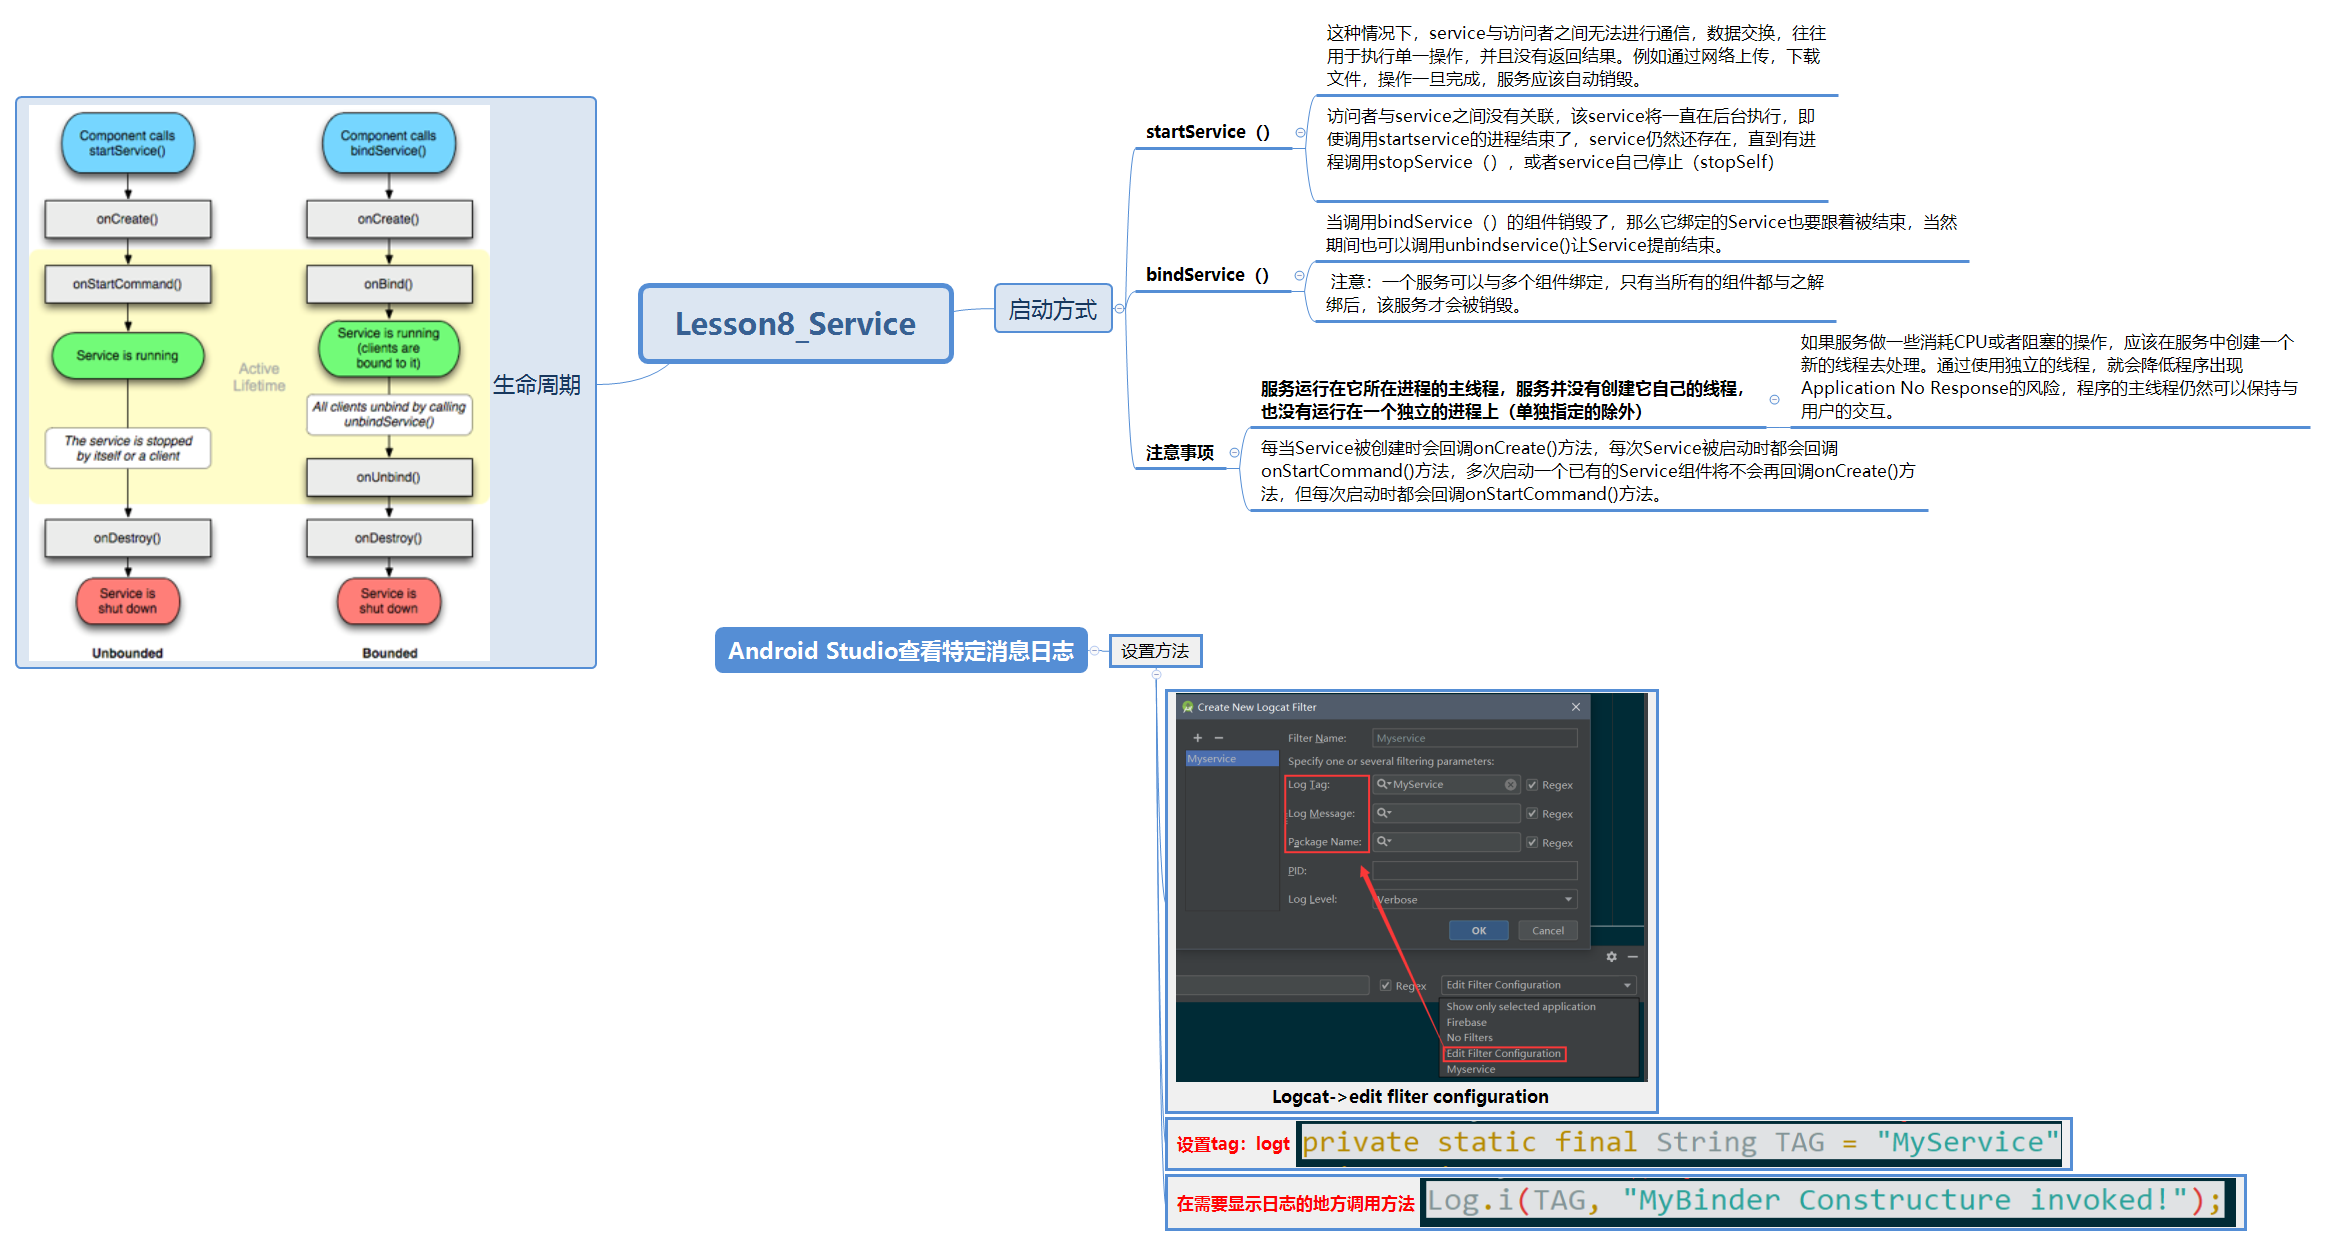 Component calls
startService()
onCreate()
onStartCommand()
Service is running
The service is stopped
by itself or a client
onDestroy()
Service is
shut down
Unbounded
Active
Lifetime
Component calls
bindService()
onCreate()
onBind()
Service is running
(clients are
bound to it)
All clients unbind by calling
unbindService()
onUnbind()
onDestroy()
Service is
shut down
Bounded
生命周期
Lesson8_Service
启动方式
startService（）
这种情况下，service与访问者之间无法进行通信，数据交换，往往
用于执行单一操作，并且没有返回结果。例如通过网络上传，下载
文件，操作一旦完成，服务应该自动销毁。
访问者与service之间没有关联，该service将一直在后台执行，即
使调用startservice的进程结束了，service仍然还存在，直到有进
程调用stopService（），或者service自己停止（stopSelf）
bindService（）
当调用bindService（）的组件销毁了，那么它绑定的Service也要跟着被结束，当然
期间也可以调用unbindservice()让Service提前结束。
注意：一个服务可以与多个组件绑定，只有当所有的组件都与之解
绑后，该服务才会被销毁。
注意事项
服务运行在它所在进程的主线程，服务并没有创建它自己的线程，
也没有运行在一个独立的进程上（单独指定的除外）
如果服务做一些消耗CPU或者阻塞的操作，应该在服务中创建一个
新的线程去处理。通过使用独立的线程，就会降低程序出现
Application No Response的风险，程序的主线程仍然可以保持与
用户的交互。
每当Service被创建时会回调onCreate()方法，每次Service被启动时都会回调
onStartCommand()方法，多次启动一个已有的Service组件将不会再回调onCreate()方
法，但每次启动时都会回调onStartCommand()方法。
Android Studio查看特定消息日志
设置方法
Create New Logcat Filter
Myservice
Filter Name: Myservice
Specify one or several filtering parameters:
Log Tag: MyService Regex
Log Message: Regex
Package Name: Regex
PID:
Log Level: Verbose
OK Cancel
Regex Edit Filter Configuration
Show only selected application
Firebase
No Filters
Edit Filter Configuration
Myservice
Logcat->edit fliter configuration
设置tag：logt private static final String TAG = "MyService"
在需要显示日志的地方调用方法 Log.i(TAG, "MyBinder Constructure invoked!");